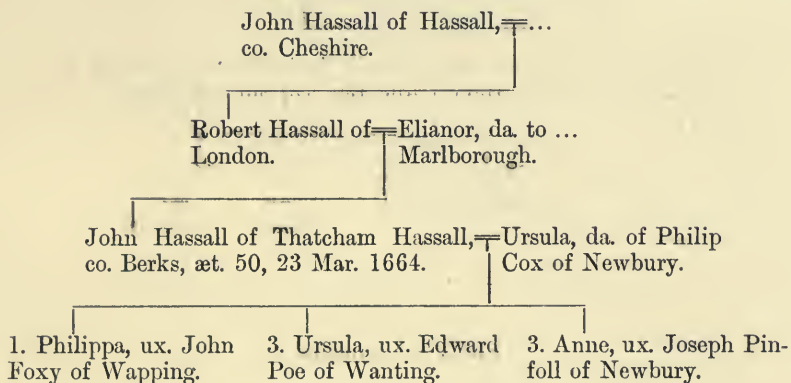 John Hassall of Hassall,=...
co. Cheshire.
Robert Hassall of=Elianor, da. to ...
London. Marlborough.
John Hassall of Thatcham Hassall,=Ursula, da. of Philip
co. Berks, æt. 50, 23 Mar. 1664. Cox of Newbury.
1. Philippa, ux. John
Foxy of Wapping.
3. Ursula, ux. Edward
Poe of Wanting.
3. Anne, ux. Joseph Pin-
foll of Newbury.